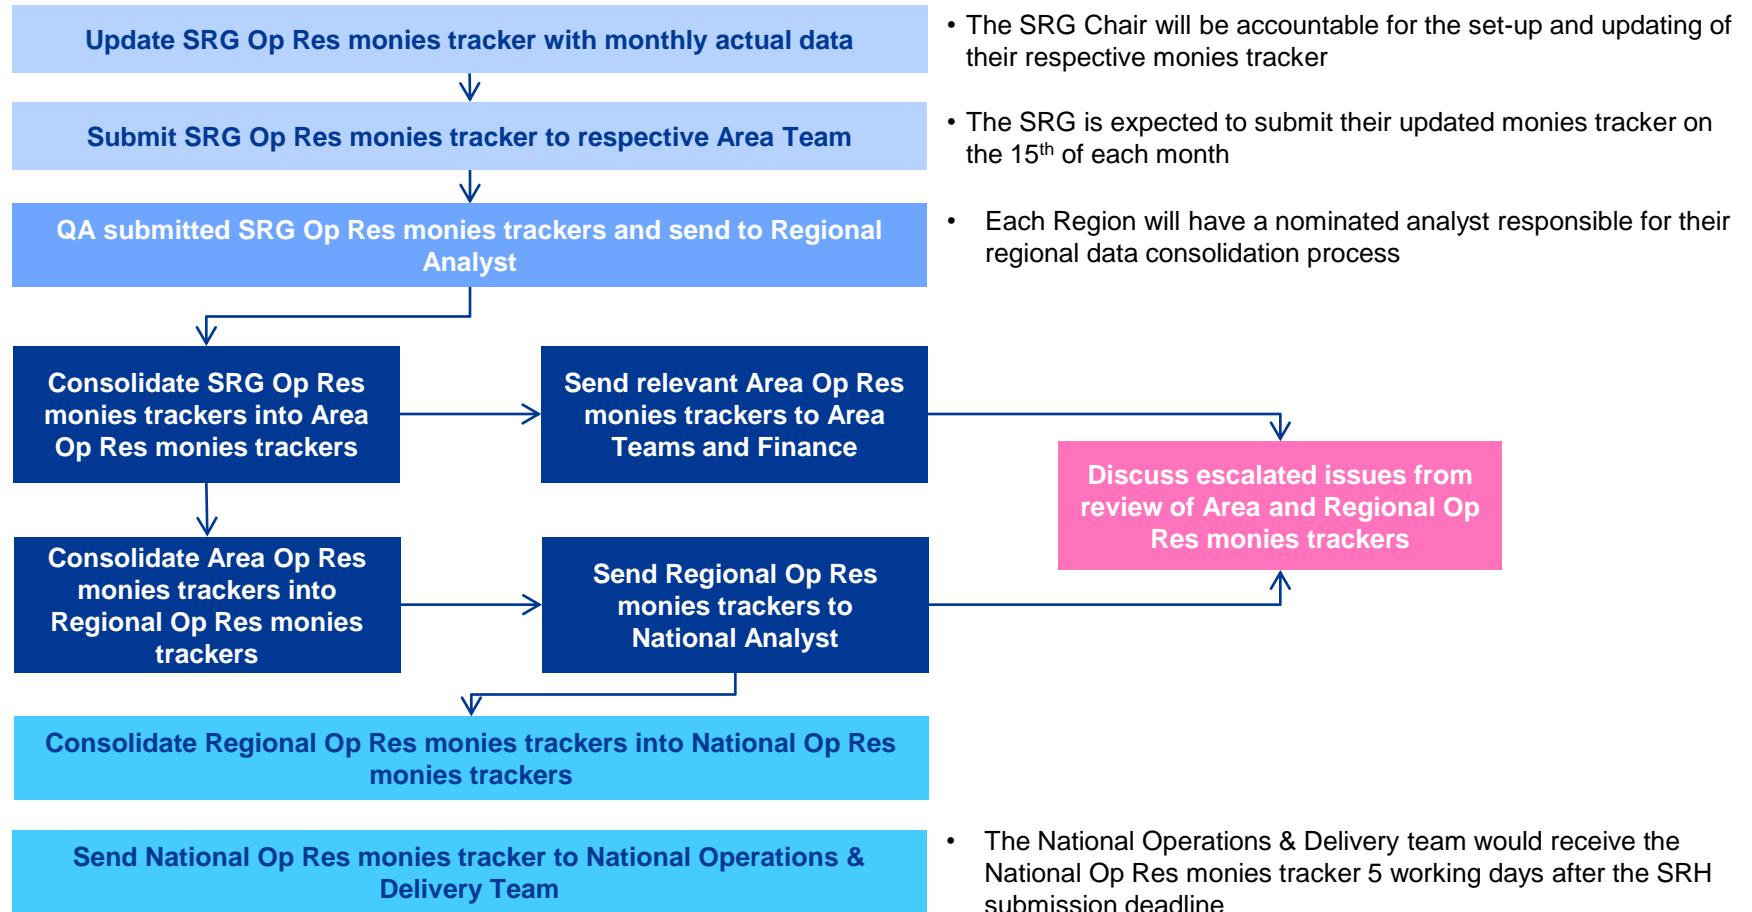 Update SRG Op Res monies tracker with monthly actual data
• The SRG Chair will be accountable for the set-up and updating of
their respective monies tracker
Submit SRG Op Res monies tracker to respective Area Team
• The SRG is expected to submit their updated monies tracker on
the 15th of each month
QA submitted SRG Op Res monies trackers and send to Regional
Analyst
• Each Region will have a nominated analyst responsible for their
regional data consolidation process
Consolidate SRG Op Res
monies trackers into Area
Op Res monies trackers
Send relevant Area Op Res
monies trackers to Area
Teams and Finance
Discuss escalated issues from
review of Area and Regional Op
Res monies trackers
Consolidate Area Op Res
monies trackers into
Regional Op Res monies
trackers
Send Regional Op Res
monies trackers to
National Analyst
Consolidate Regional Op Res monies trackers into National Op Res
monies trackers
Send National Op Res monies tracker to National Operations &
Delivery Team
• The National Operations & Delivery team would receive the
National Op Res monies tracker 5 working days after the SRH
submission deadline